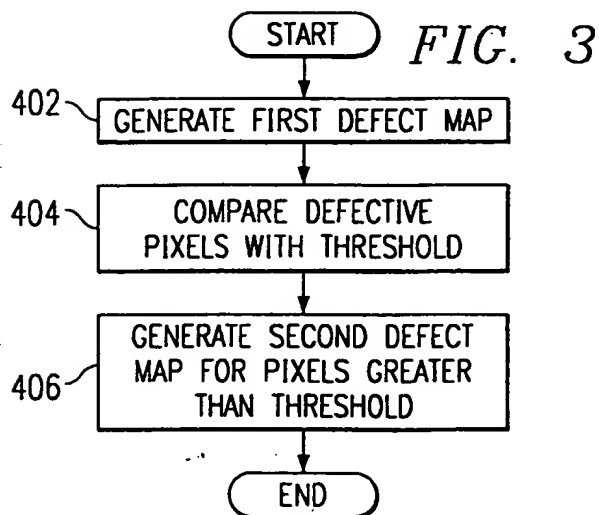 START
FIG. 3
402
GENERATE FIRST DEFECT MAP
404
COMPARE DEFECTIVE
PIXELS WITH THRESHOLD
406
GENERATE SECOND DEFECT
MAP FOR PIXELS GREATER
THAN THRESHOLD
END